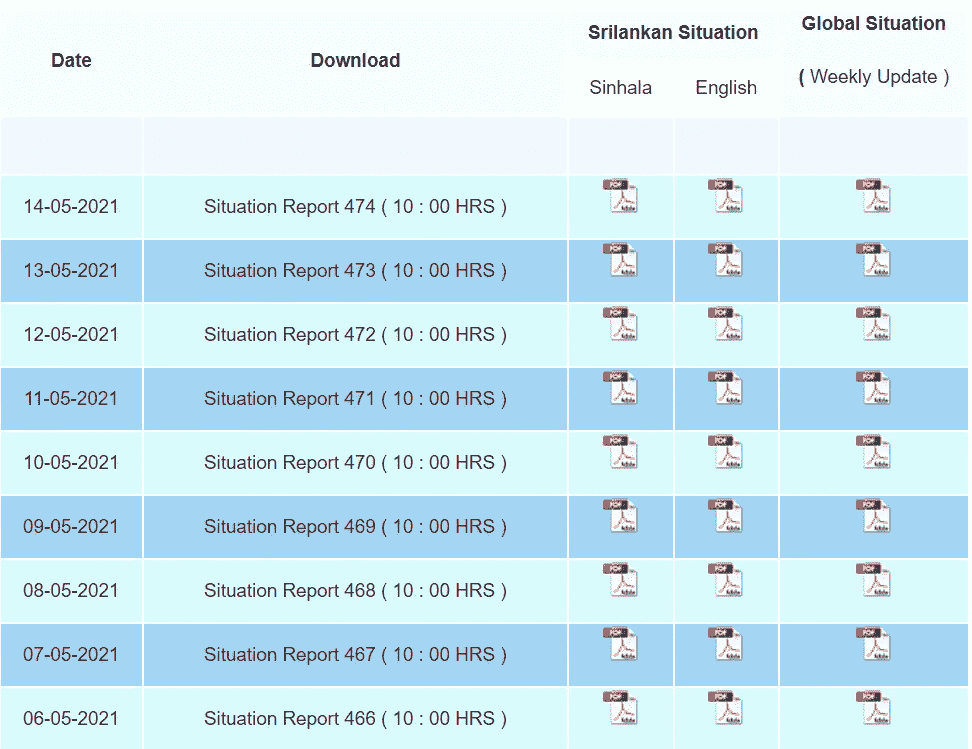 Date
Download
Srilankan Situation
Global Situation
( Weekly Update )
Sinhala
English
14-05-2021 Situation Report 474 ( 10 : 00 HRS ) PDF PDF PDF
13-05-2021 Situation Report 473 ( 10 : 00 HRS ) PDF PDF PDF
12-05-2021 Situation Report 472 ( 10 : 00 HRS ) PDF PDF PDF
11-05-2021 Situation Report 471 ( 10 : 00 HRS ) PDF PDF PDF
10-05-2021 Situation Report 470 ( 10 : 00 HRS ) PDF PDF PDF
09-05-2021 Situation Report 469 ( 10 : 00 HRS ) PDF PDF PDF
08-05-2021 Situation Report 468 ( 10 : 00 HRS ) PDF PDF PDF
07-05-2021 Situation Report 467 ( 10 : 00 HRS ) PDF PDF PDF
06-05-2021 Situation Report 466 ( 10 : 00 HRS ) PDF PDF PDF